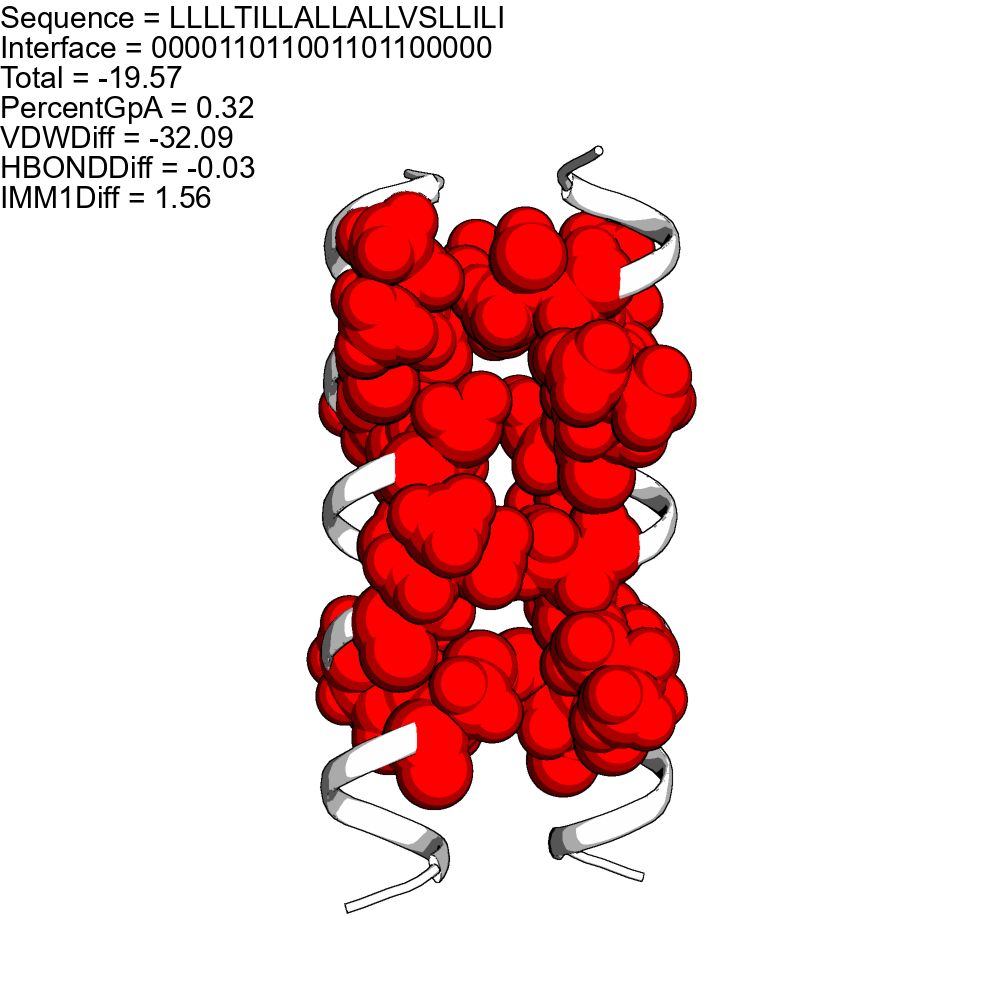 Sequence = LLLLTILLALLALLVSLLILI
Interface = 000011011001101100000
Total = -19.57
PercentGpA = 0.32
VDWDiff = -32.09
HBONDDiff = -0.03
IMM1Diff = 1.56